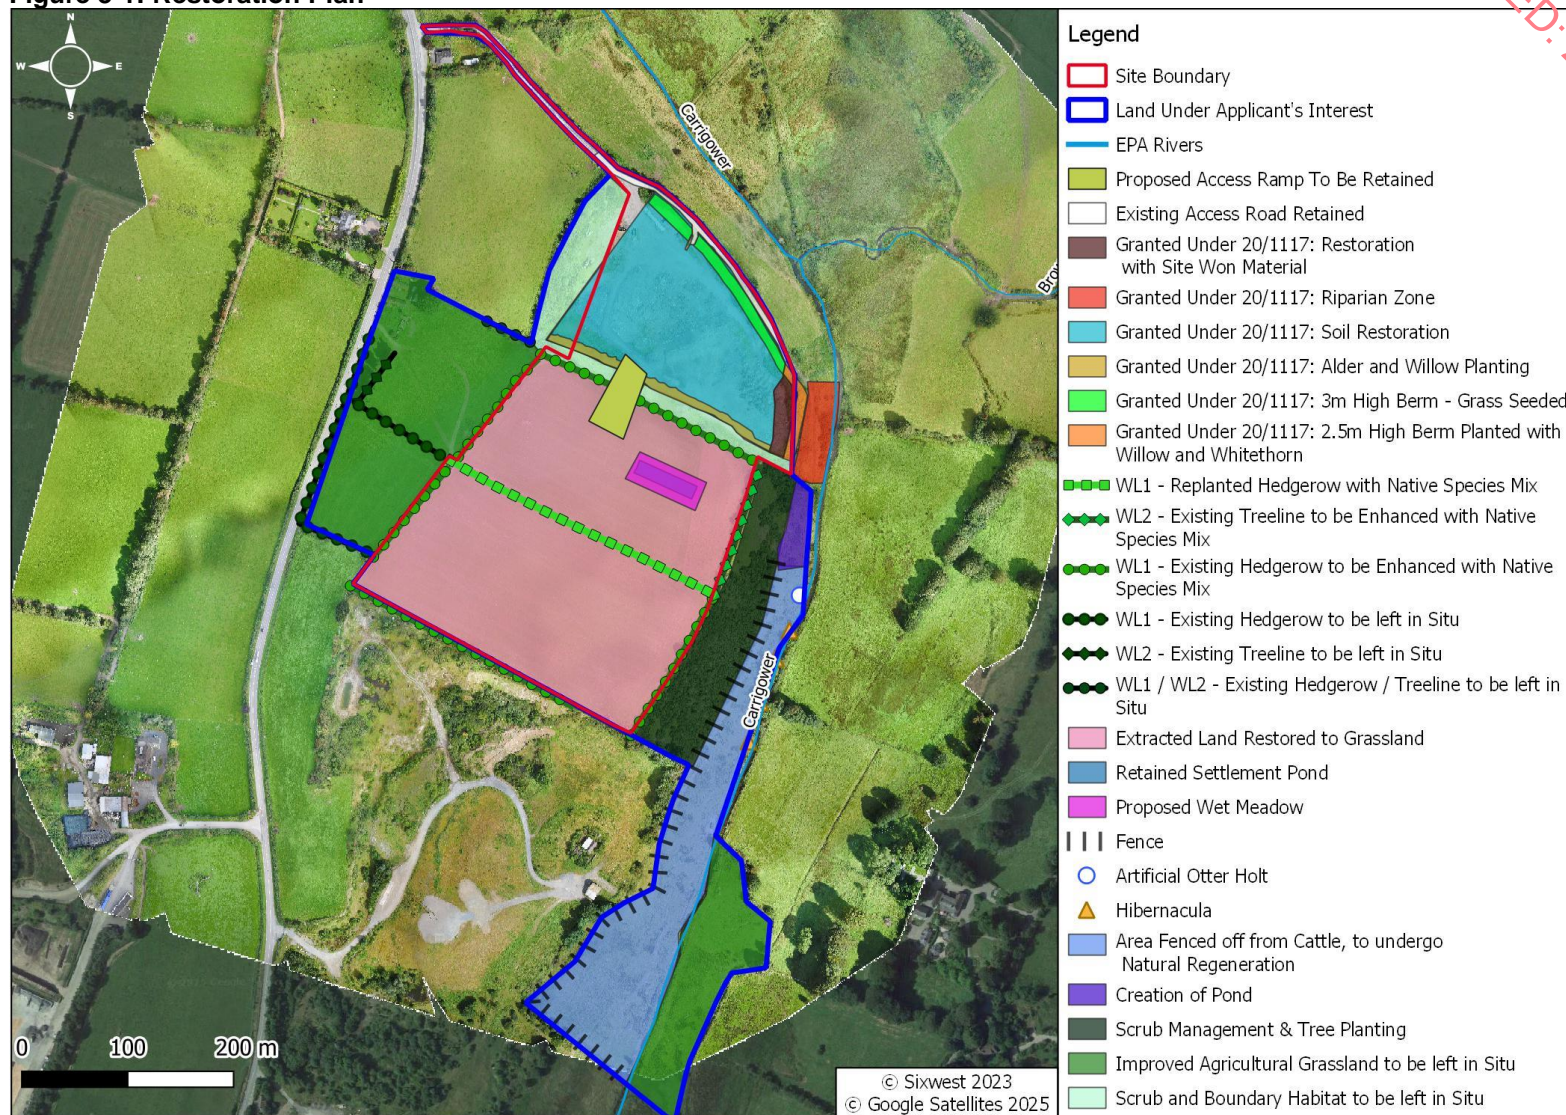 Figure 3-1: Restoration Plan
N
W
E
S
Carrigower
Carrigower
0 100 200 m
© Sixwest 2023
© Google Satellites 2025
Legend
Site Boundary
Land Under Applicant's Interest
EPA Rivers
Proposed Access Ramp To Be Retained
Existing Access Road Retained
Granted Under 20/1117: Restoration
with Site Won Material
Granted Under 20/1117: Riparian Zone
Granted Under 20/1117: Soil Restoration
Granted Under 20/1117: Alder and Willow Planting
Granted Under 20/1117: 3m High Berm - Grass Seeded
Granted Under 20/1117: 2.5m High Berm Planted with
Willow and Whitethorn
WL1 - Replanted Hedgerow with Native Species Mix
WL2 - Existing Treeline to be Enhanced with Native
Species Mix
WL1 - Existing Hedgerow to be Enhanced with Native
Species Mix
WL1 - Existing Hedgerow to be left in Situ
WL2 - Existing Treeline to be left in Situ
WL1 / WL2 - Existing Hedgerow / Treeline to be left in
Situ
Extracted Land Restored to Grassland
Retained Settlement Pond
Proposed Wet Meadow
Fence
Artificial Otter Holt
Hibernacula
Area Fenced off from Cattle, to undergo
Natural Regeneration
Creation of Pond
Scrub Management & Tree Planting
Improved Agricultural Grassland to be left in Situ
Scrub and Boundary Habitat to be left in Situ